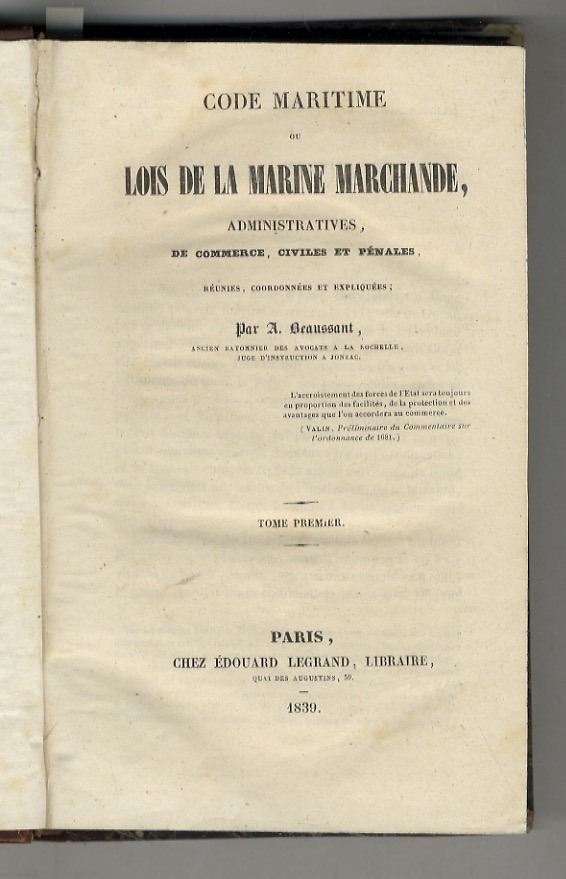 CODE MARITIME
OU
LOIS DE LA MARINE MARCHANDE,
ADMINISTRATIVES,
DE COMMERCE, CIVILES ET PÉNALES,
RÉUNIES, COORDONNÉES ET EXPLIQUÉES;
Par A. Beaussant,
ANCIEN BATONNIER DES AVOCATS A LA ROCHELLE,
JUGE D'INSTRUCTION A JONZAC.
L'accroissement des forces de l'État sera toujours
en proportion des facilités, de la protection et des
avantages que l'on accordera au commerce.
(VALIN, Préliminaire du Commentaire sur
l'ordonnance de 1681.)
TOME PREMIER.
PARIS,
CHEZ ÉDOUARD LEGRAND, LIBRAIRE,
QUAI DES AUGUSTINS, 59.
1839.